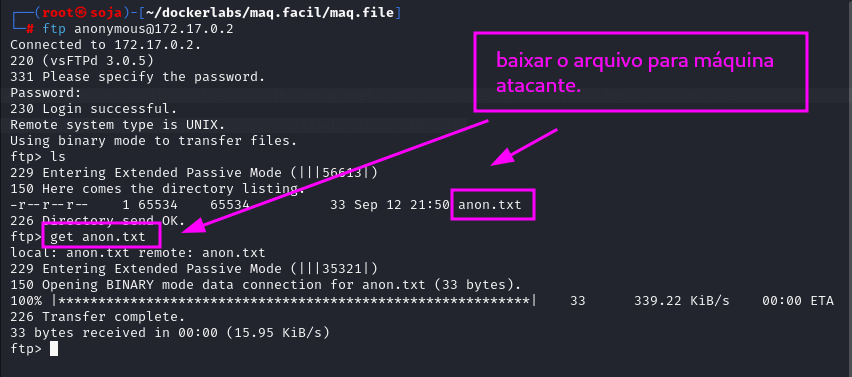 ┌──(root㉿soja)-[~/dockerlabs/maq.facil/maq.file]
└─# ftp anonymous@172.17.0.2
Connected to 172.17.0.2.
220 (vsFTPd 3.0.5)
331 Please specify the password.
Password:
230 Login successful.
Remote system type is UNIX.
Using binary mode to transfer files.
ftp> ls
229 Entering Extended Passive Mode (|||56613|)
150 Here comes the directory listing.
-r--r--r--    1 65534    65534          33 Sep 12 21:50 anon.txt
226 Directory send OK.
ftp> get anon.txt
local: anon.txt remote: anon.txt
229 Entering Extended Passive Mode (|||35321|)
150 Opening BINARY mode data connection for anon.txt (33 bytes).
100% |***********************************************************|    33      339.22 KiB/s    00:00 ETA
226 Transfer complete.
33 bytes received in 00:00 (15.95 KiB/s)
ftp>
baixar o arquivo para máquina
atacante.